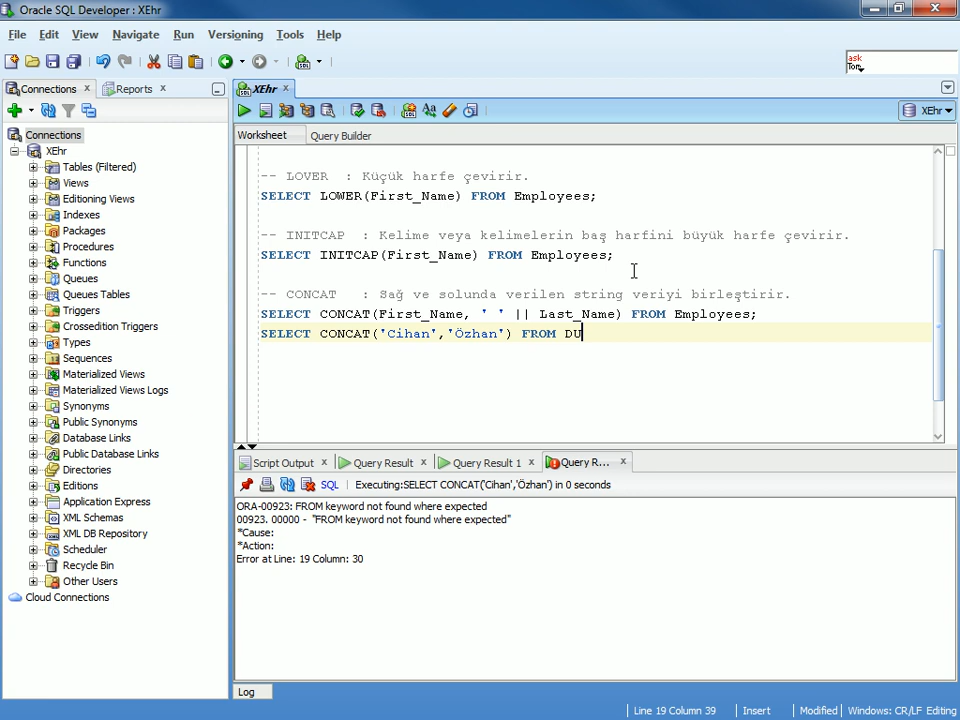 Oracle SQL Developer : XEhr
File Edit View Navigate Run Versioning Tools Help
ask
Tom
Connections x Reports x
XEhr x
XEhr
Worksheet Query Builder
Connections
XEhr
Tables (Filtered)
Views
Editioning Views
Indexes
Packages
Procedures
Functions
Queues
Queues Tables
Triggers
Crossedition Triggers
Types
Sequences
Materialized Views
Materialized Views Logs
Synonyms
Public Synonyms
Database Links
Public Database Links
Directories
Editions
Application Express
XML Schemas
XML DB Repository
Scheduler
Recycle Bin
Other Users
Cloud Connections
-- LOVER  : Küçük harfe çevirir.
SELECT LOWER(First_Name) FROM Employees;
-- INITCAP  : Kelime veya kelimelerin baş harfini büyük harfe çevirir.
SELECT INITCAP(First_Name) FROM Employees;
-- CONCAT   : Sağ ve solunda verilen string veriyi birleştirir.
SELECT CONCAT(First_Name, ' ' || Last_Name) FROM Employees;
SELECT CONCAT('Cihan','Özhan') FROM DU
Script Output x Query Result x Query Result 1 x Query R... x
SQL | Executing:SELECT CONCAT('Cihan','Özhan') in 0 seconds
ORA-00923: FROM keyword not found where expected
00923. 00000 - "FROM keyword not found where expected"
*Cause:
*Action:
Error at Line: 19 Column: 30
Log
Line 19 Column 39 | Insert | Modified | Windows: CR/LF Editing